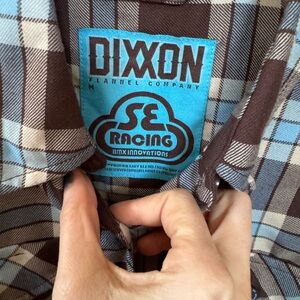 DIXXON
FLANNEL COMPANY
M
SE
RACING
BMX INNOVATIONS